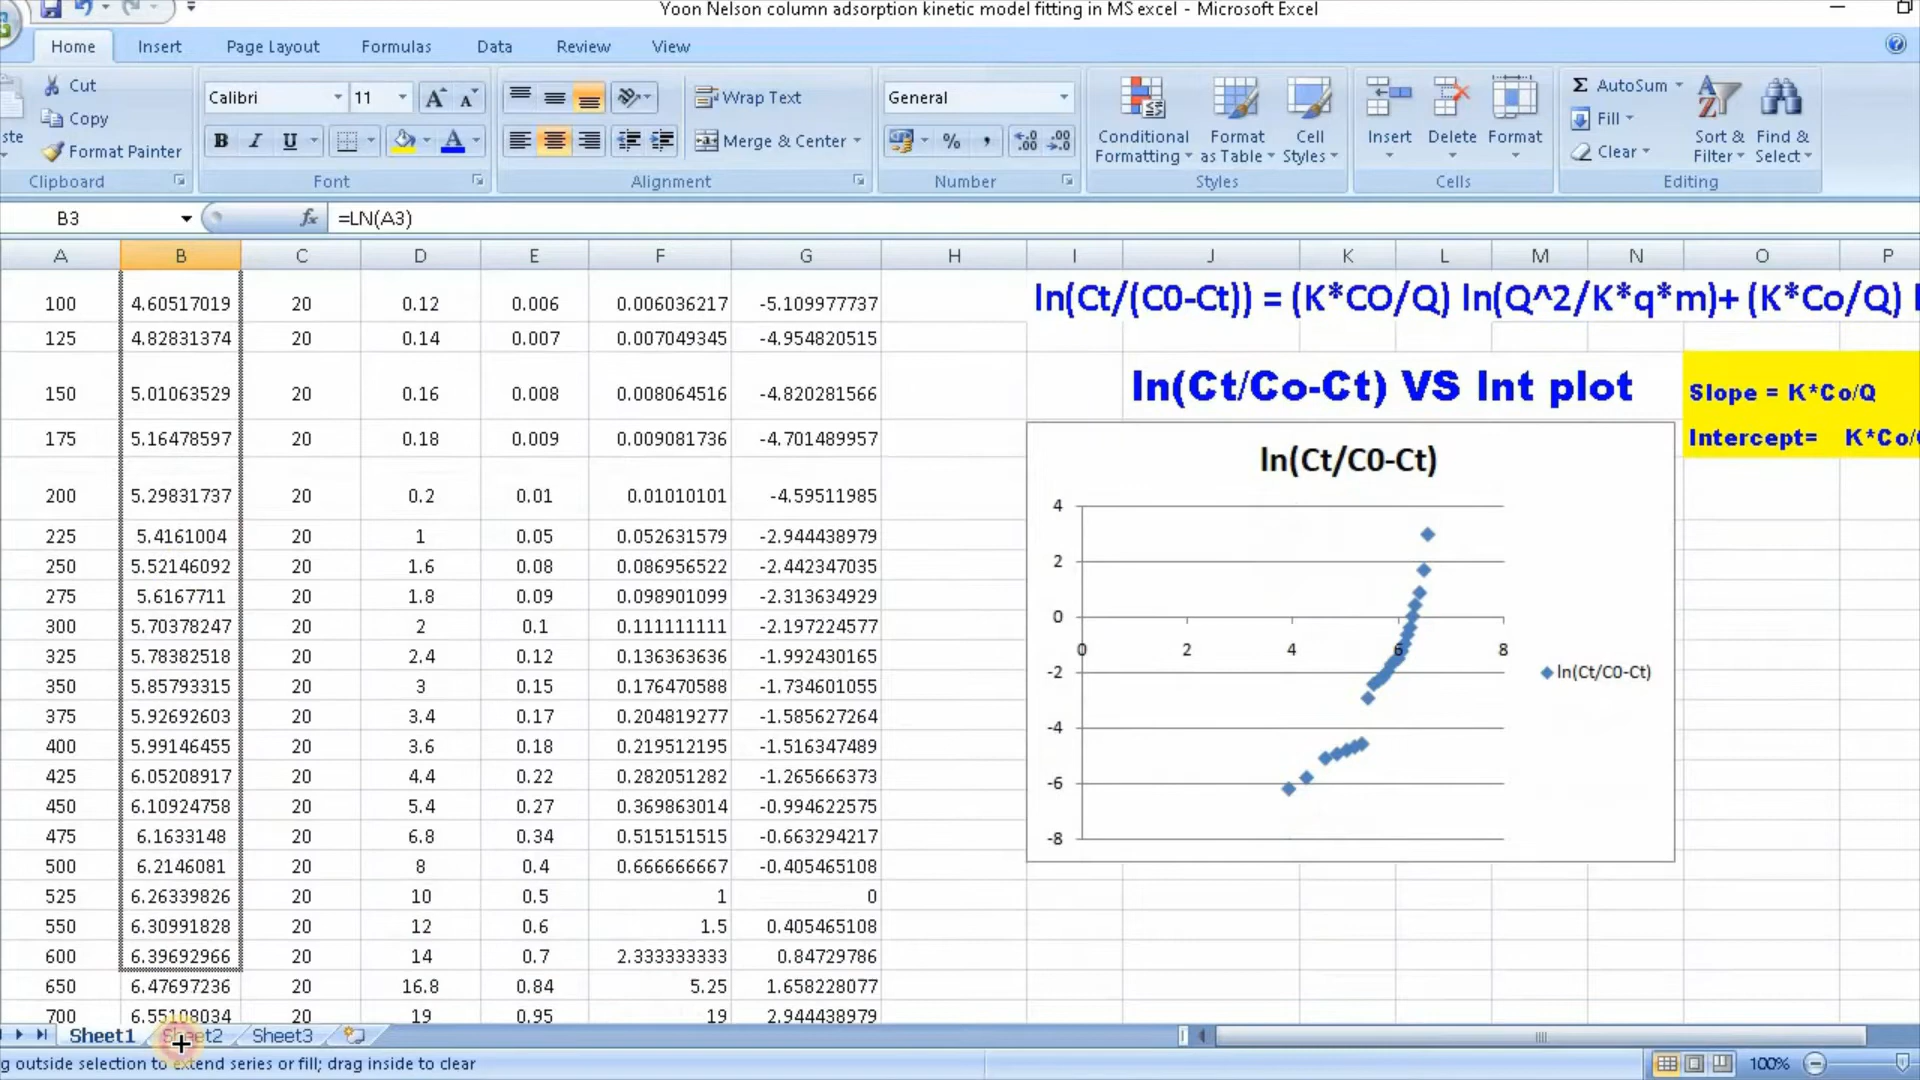 Yoon Nelson column adsorption kinetic model fitting in MS excel - Microsoft Excel
Home Insert Page Layout Formulas Data Review View
Cut
Copy
Format Painter
Clipboard
Calibri 11
B I U
Font
Wrap Text
Merge & Center
Alignment
General
%
Number
Conditional Formatting
Format as Table
Cell Styles
Styles
Insert Delete Format
Cells
Σ AutoSum
Fill
Clear
Sort & Filter
Find & Select
Editing
B3 fx =LN(A3)
A B C D E F G H I J K L M N O P
100 4.60517019 20 0.12 0.006 0.006036217 -5.109977737
125 4.82831374 20 0.14 0.007 0.007049345 -4.954820515
150 5.01063529 20 0.16 0.008 0.008064516 -4.820281566
175 5.16478597 20 0.18 0.009 0.009081736 -4.701489957
200 5.29831737 20 0.2 0.01 0.01010101 -4.59511985
225 5.4161004 20 1 0.05 0.052631579 -2.944438979
250 5.52146092 20 1.6 0.08 0.086956522 -2.442347035
275 5.6167711 20 1.8 0.09 0.098901099 -2.313634929
300 5.70378247 20 2 0.1 0.111111111 -2.197224577
325 5.78382518 20 2.4 0.12 0.136363636 -1.992430165
350 5.85793315 20 3 0.15 0.176470588 -1.734601055
375 5.92692603 20 3.4 0.17 0.204819277 -1.585627264
400 5.99146455 20 3.6 0.18 0.219512195 -1.516347489
425 6.05208917 20 4.4 0.22 0.282051282 -1.265666373
450 6.10924758 20 5.4 0.27 0.369863014 -0.994622575
475 6.1633148 20 6.8 0.34 0.515151515 -0.663294217
500 6.2146081 20 8 0.4 0.666666667 -0.405465108
525 6.26339826 20 10 0.5 1 0
550 6.30991828 20 12 0.6 1.5 0.405465108
600 6.39692966 20 14 0.7 2.333333333 0.84729786
650 6.47697236 20 16.8 0.84 5.25 1.658228077
700 6.55108034 20 19 0.95 19 2.944438979
ln(Ct/(C0-Ct)) = (K*CO/Q) ln(Q^2/K*q*m)+ (K*Co/Q)
ln(Ct/Co-Ct) VS lnt plot
Slope = K*Co/Q
Intercept= K*Co/
ln(Ct/C0-Ct)
4
2
0
-2
-4
-6
-8
0 2 4 6 8
ln(Ct/C0-Ct)
Sheet1 Sheet2 Sheet3
g outside selection to extend series or fill; drag inside to clear
100%